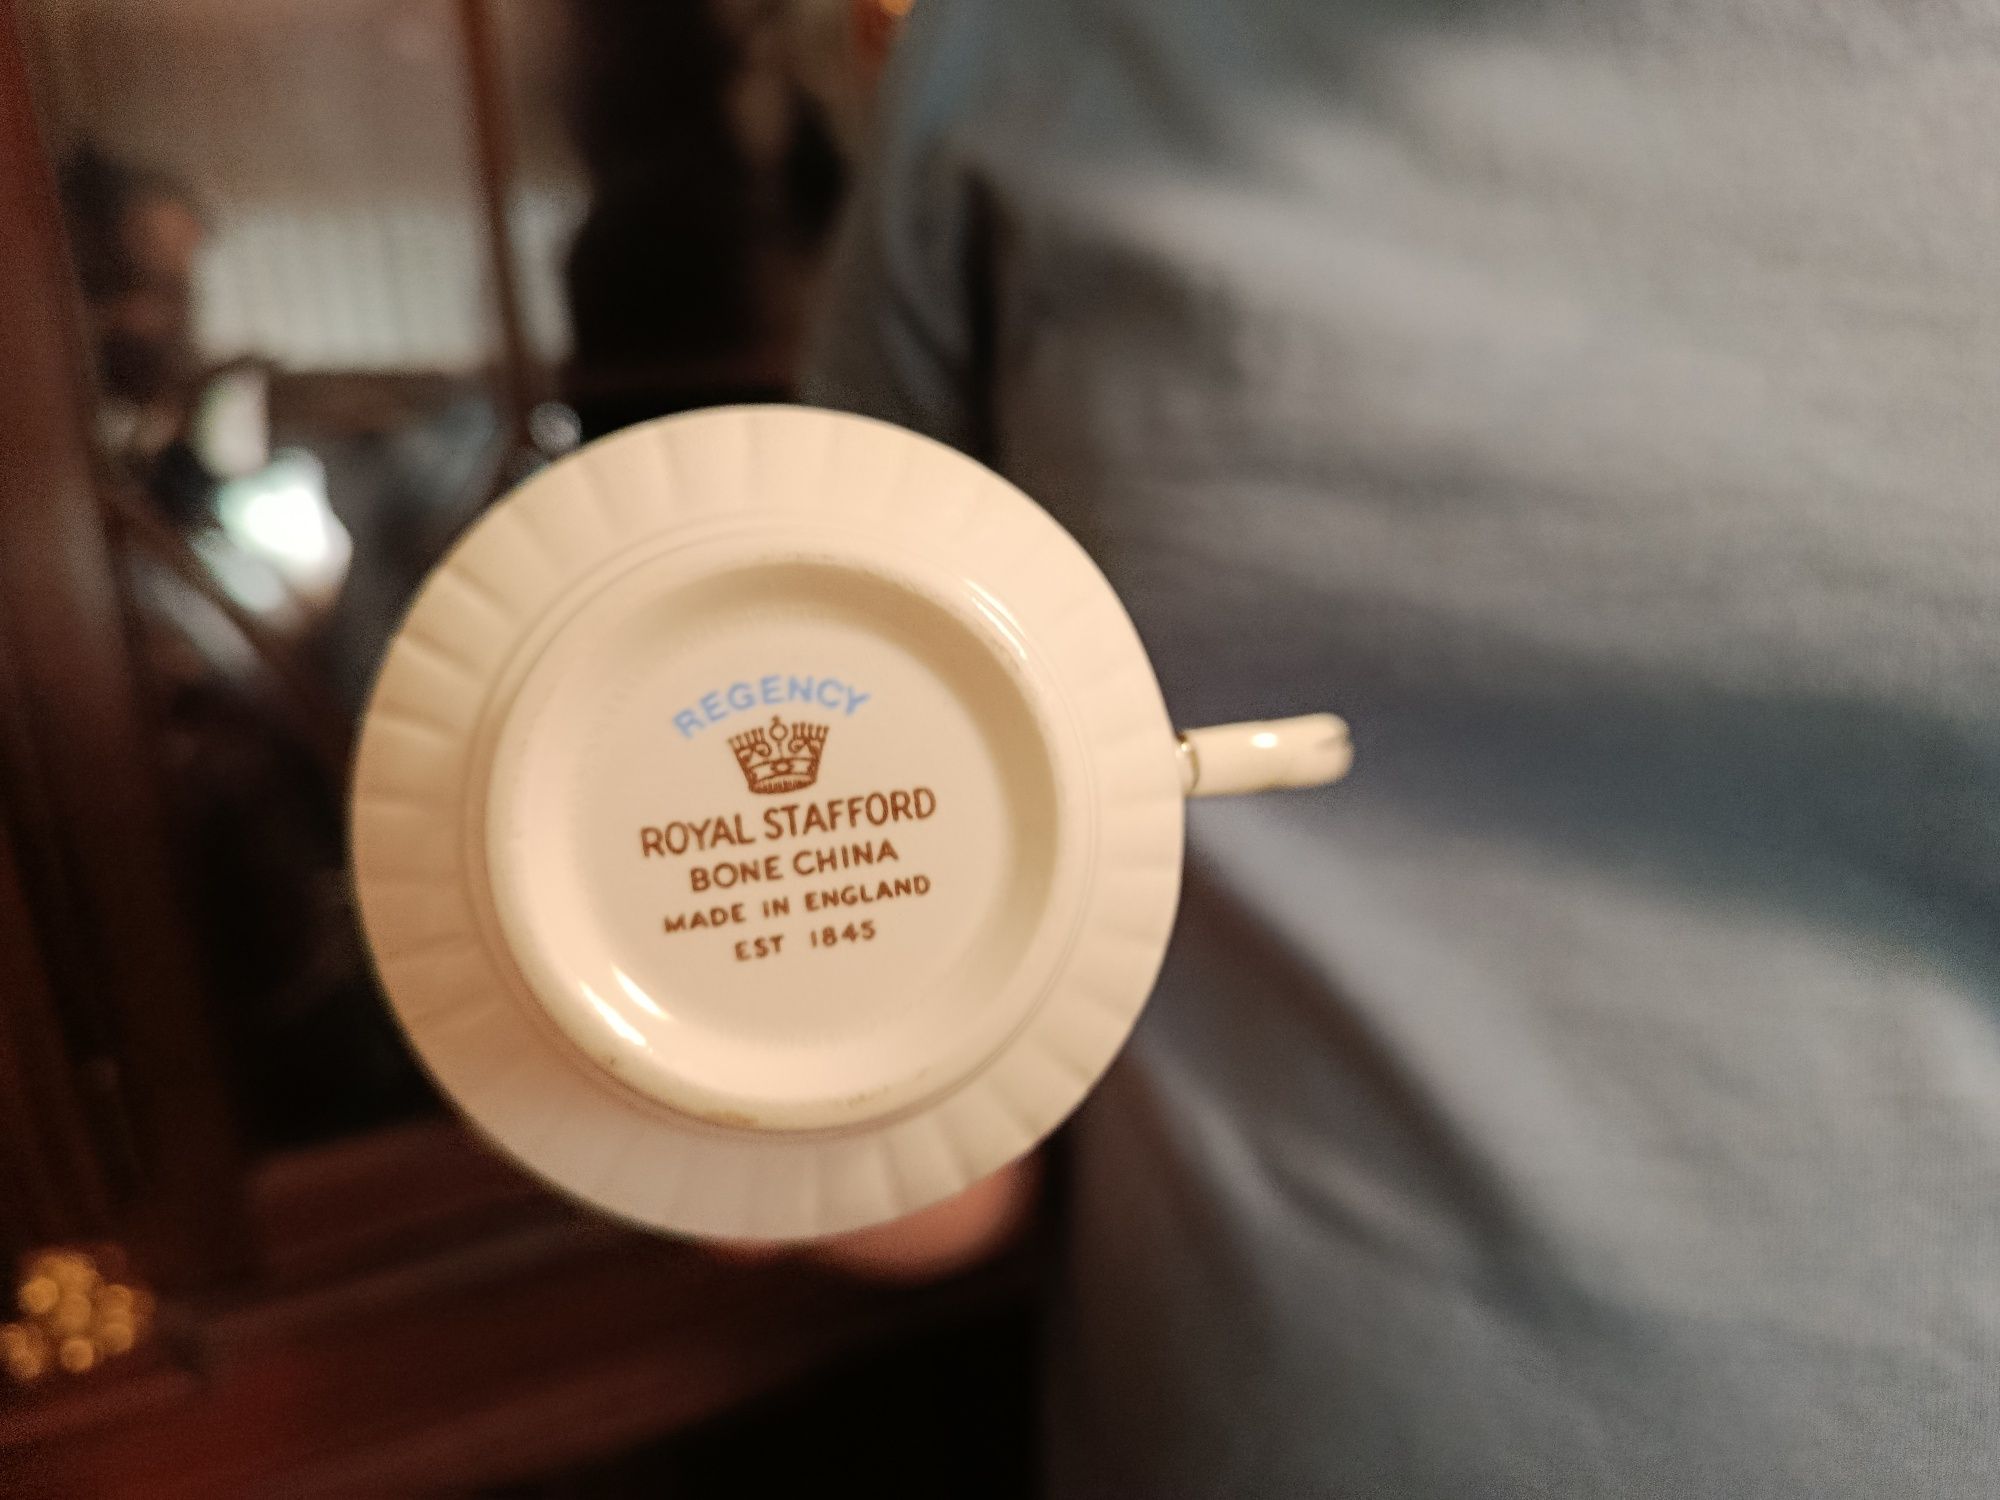 REGENCY
ROYAL STAFFORD
BONE CHINA
MADE IN ENGLAND
EST 1845